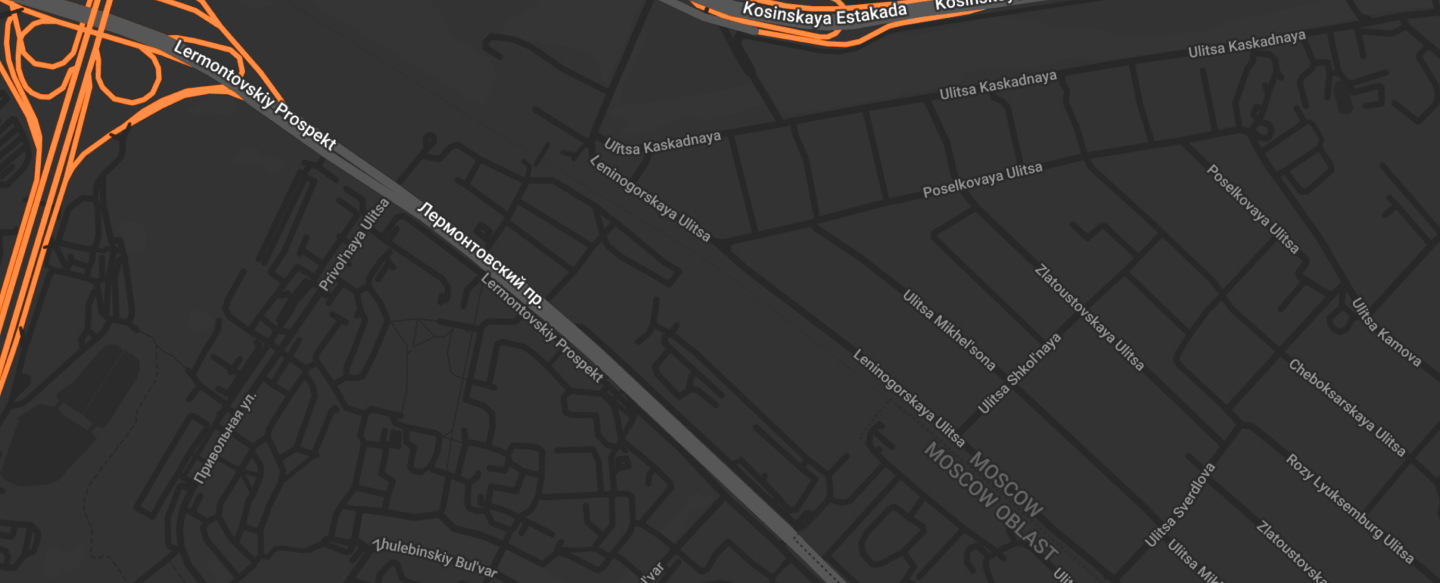 Kosinskaya Estakada
Lermontovskiy Prospekt
Ulitsa Kaskadnaya
Ulitsa Kaskadnaya
Ulitsa Kaskadnaya
Leninogorskaya Ulitsa
Poselkovaya Ulitsa
Poselkovaya Ulitsa
Privol'naya Ulitsa
Лермонтовский пр.
Lermontovskiy Prospekt
Zlatoustovskaya Ulitsa
Ulitsa Mikhel'sona
Ulitsa Kamova
Ulitsa Shkol'naya
Leninogorskaya Ulitsa
Cheboksarskaya Ulitsa
Привольная ул.
MOSCOW
MOSCOW OBLAST
Rozy Lyuksemburg Ulitsa
Ulitsa Sverdlova
Zhulebinskiy Bul'var